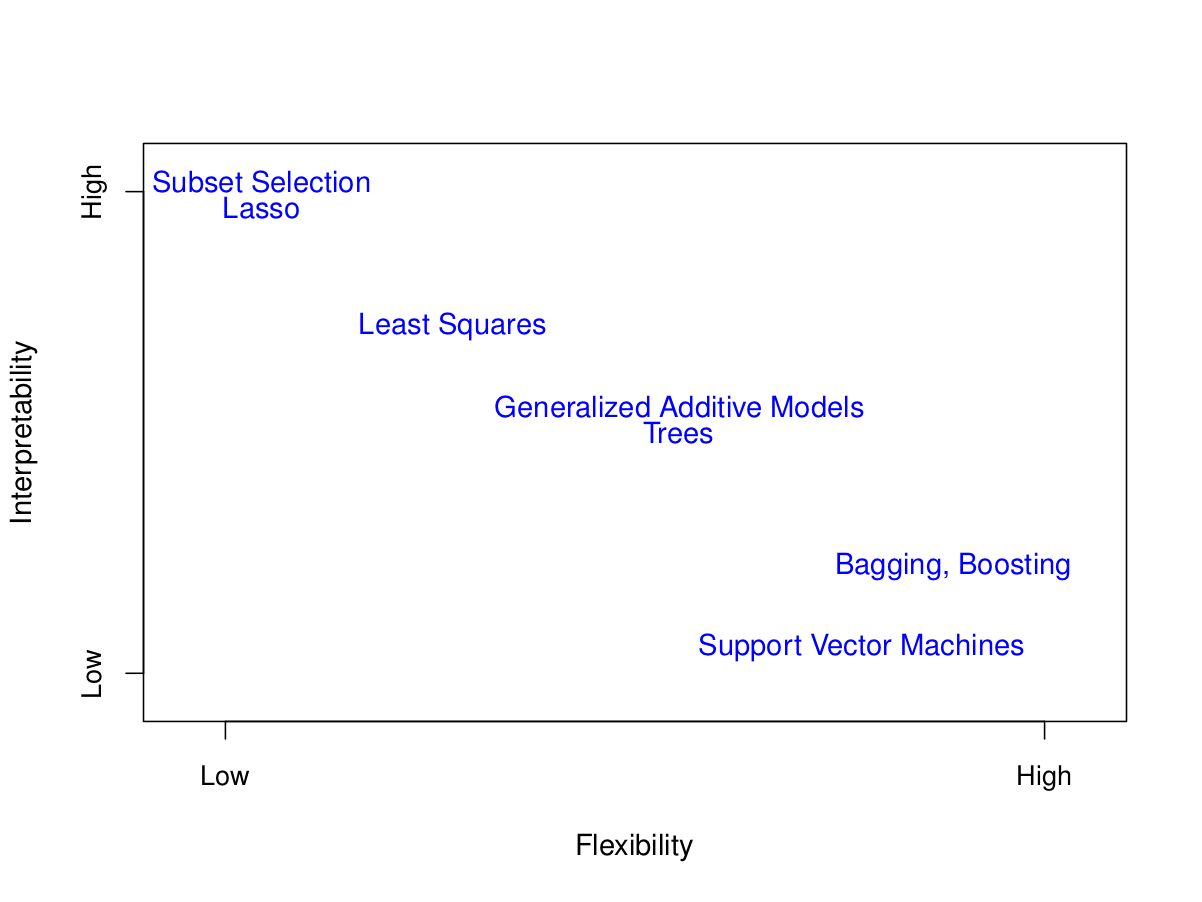 High
Subset Selection
Lasso
Least Squares
Interpretability
Generalized Additive Models
Trees
Bagging, Boosting
Support Vector Machines
Low
Low
High
Flexibility